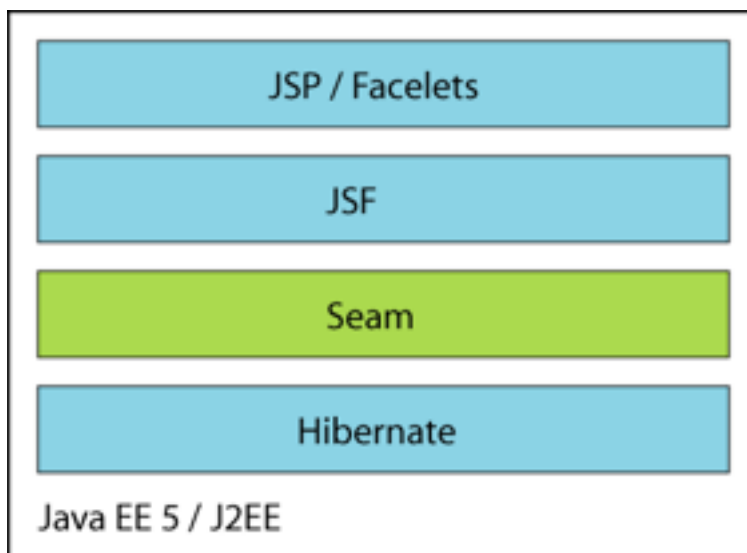 JSP / Facelets
JSF
Seam
Hibernate
Java EE 5 / J2EE